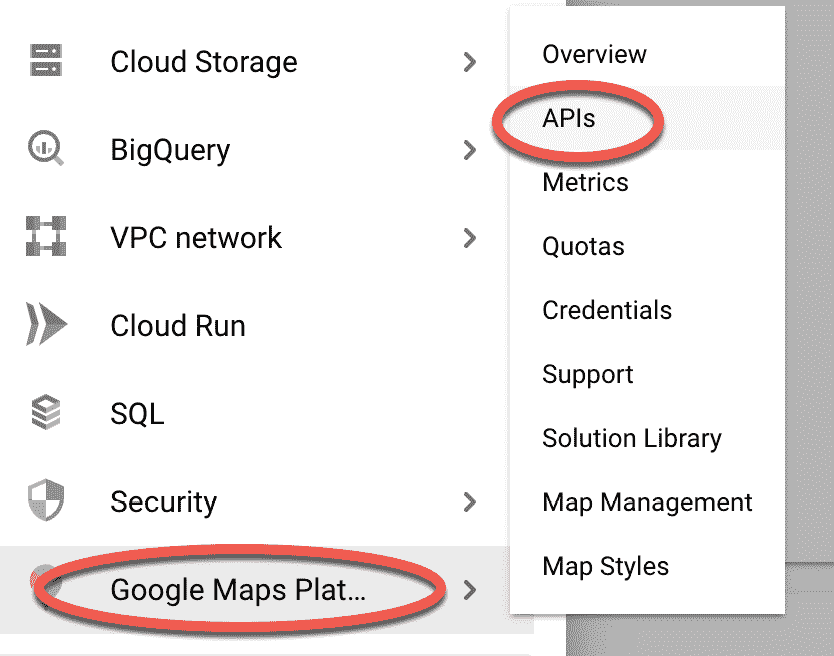 Cloud Storage
BigQuery
VPC network
Cloud Run
SQL
Security
Google Maps Plat...
Overview
APIs
Metrics
Quotas
Credentials
Support
Solution Library
Map Management
Map Styles